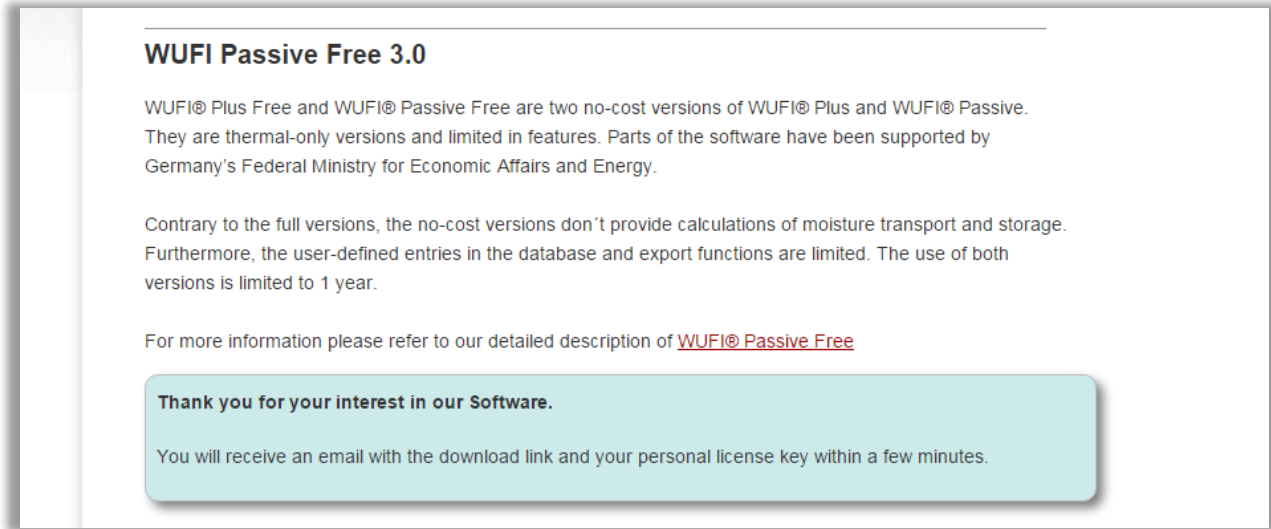 WUFI Passive Free 3.0
WUFI® Plus Free and WUFI® Passive Free are two no-cost versions of WUFI® Plus and WUFI® Passive.
They are thermal-only versions and limited in features. Parts of the software have been supported by
Germany's Federal Ministry for Economic Affairs and Energy.
Contrary to the full versions, the no-cost versions don´t provide calculations of moisture transport and storage.
Furthermore, the user-defined entries in the database and export functions are limited. The use of both
versions is limited to 1 year.
For more information please refer to our detailed description of WUFI® Passive Free
Thank you for your interest in our Software.
You will receive an email with the download link and your personal license key within a few minutes.